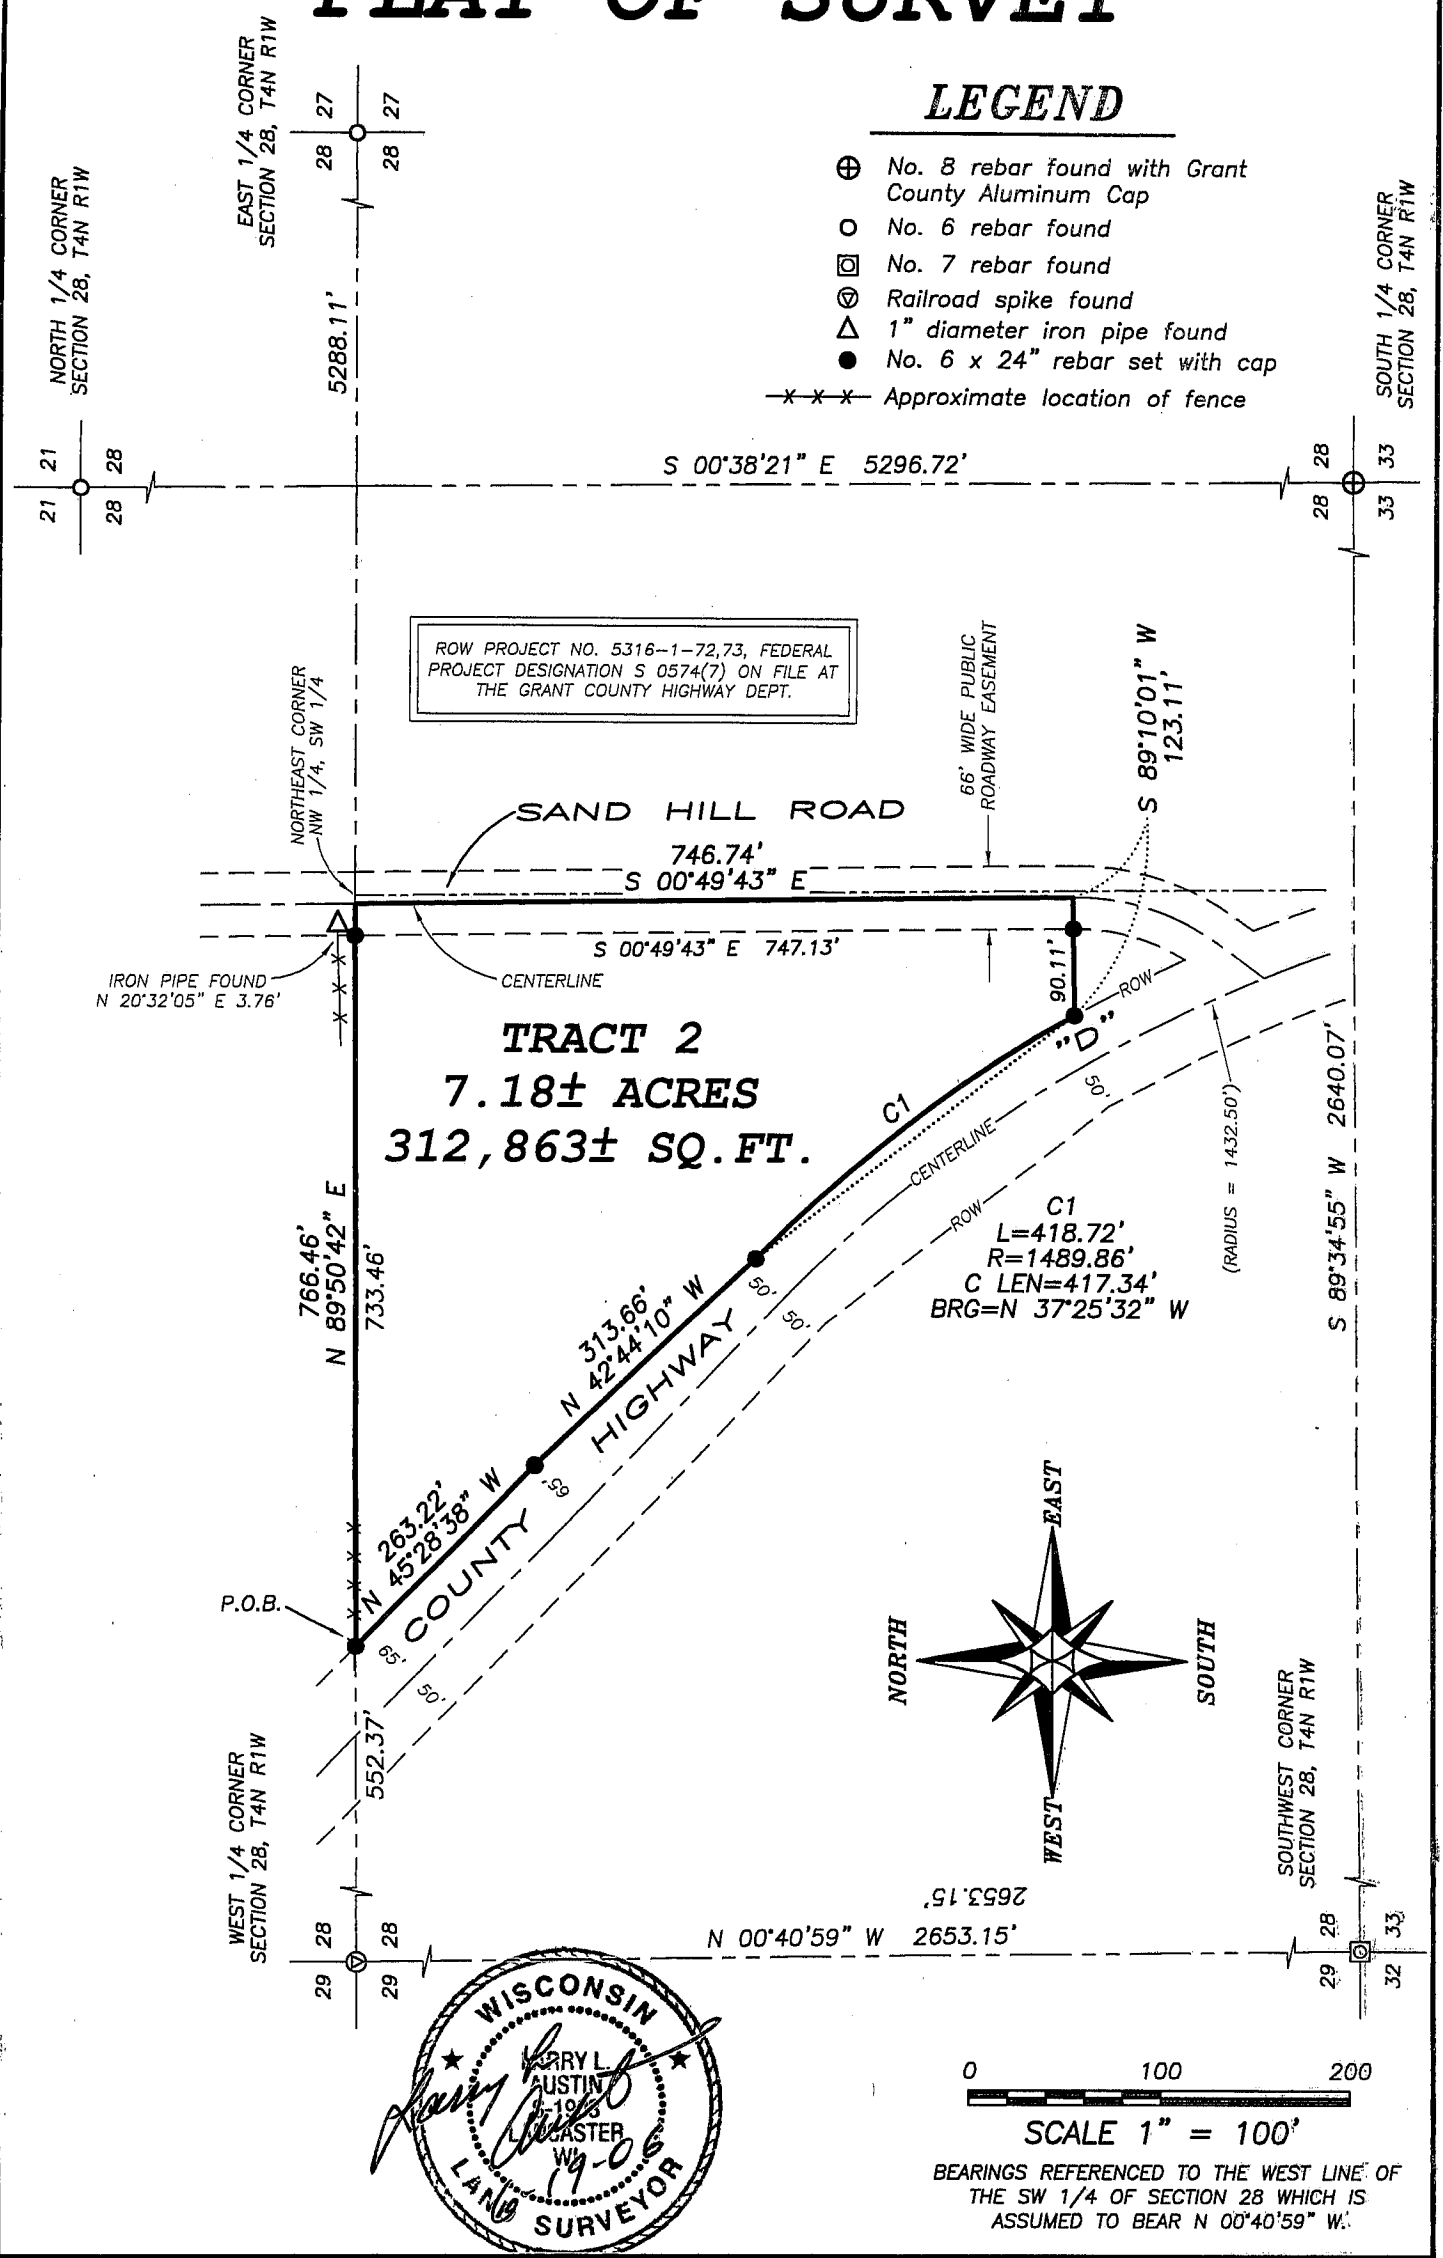 PLAT OF SURVEY
LEGEND
No. 8 rebar found with Grant
County Aluminum Cap
No. 6 rebar found
No. 7 rebar found
Railroad spike found
1" diameter iron pipe found
No. 6 x 24" rebar set with cap
Approximate location of fence
EAST 1/4 CORNER
SECTION 28, T4N R1W
27
27
28
28
NORTH 1/4 CORNER
SECTION 28, T4N R1W
21
28
21
28
5288.11'
SOUTH 1/4 CORNER
SECTION 28, T4N R1W
28
33
28
33
S 00°38'21" E 5296.72'
ROW PROJECT NO. 5316-1-72,73, FEDERAL
PROJECT DESIGNATION S 0574(7) ON FILE AT
THE GRANT COUNTY HIGHWAY DEPT.
NORTHEAST CORNER
NW 1/4, SW 1/4
66' WIDE PUBLIC
ROADWAY EASEMENT
S 89°10'01" W
123.11'
SAND HILL ROAD
746.74'
S 00°49'43" E
S 00°49'43" E 747.13'
IRON PIPE FOUND
N 20°32'05" E 3.76'
CENTERLINE
90.11'
ROW
"D"
TRACT 2
7.18± ACRES
312,863± SQ.FT.
C1
50'
CENTERLINE
ROW
(RADIUS = 1432.50')
S 89°34'55" W 2640.07'
C1
L=418.72'
R=1489.86'
C LEN=417.34'
BRG=N 37°25'32" W
766.46'
N 89°50'42" E
733.46'
50'
50'
313.66'
N 42°44'10" W
COUNTY HIGHWAY
65'
263.22'
N 45°28'38" W
P.O.B.
65'
50'
552.37'
EAST
NORTH
SOUTH
WEST
WEST 1/4 CORNER
SECTION 28, T4N R1W
28
28
29
29
SOUTHWEST CORNER
SECTION 28, T4N R1W
28
33
29
32
2653.15'
N 00°40'59" W 2653.15'
WISCONSIN
LARRY L.
AUSTIN
LANCASTER
LAND SURVEYOR
0 100 200
SCALE 1" = 100'
BEARINGS REFERENCED TO THE WEST LINE OF
THE SW 1/4 OF SECTION 28 WHICH IS
ASSUMED TO BEAR N 00°40'59" W.